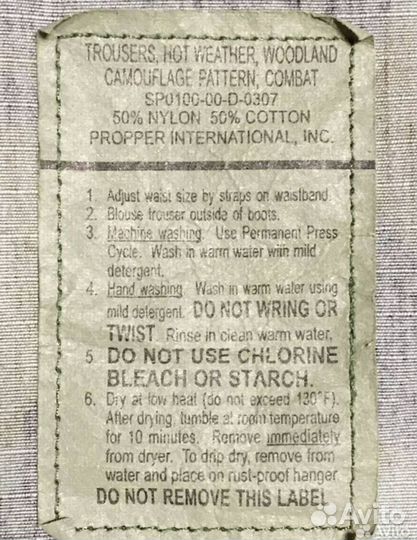 TROUSERS, HOT WEATHER, WOODLAND
CAMOUFLAGE PATTERN, COMBAT
SP0100-00-D-0307
50% NYLON 50% COTTON
PROPPER INTERNATIONAL, INC.
1. Adjust waist size by straps on waistband.
2. Blouse trouser outside of boots.
3. Machine washing. Use Permanent Press
Cycle. Wash in warm water with mild
detergent.
4. Hand washing. Wash in warm water using
mild detergent. DO NOT WRING OR
TWIST. Rinse in clean warm water.
5. DO NOT USE CHLORINE
BLEACH OR STARCH.
6. Dry at low heat (do not exceed 130°F).
After drying, tumble at room temperature
for 10 minutes. Remove immediately
from dryer. To drip dry, remove from
water and place on rust-proof hanger
DO NOT REMOVE THIS LABEL
Avito
Avito